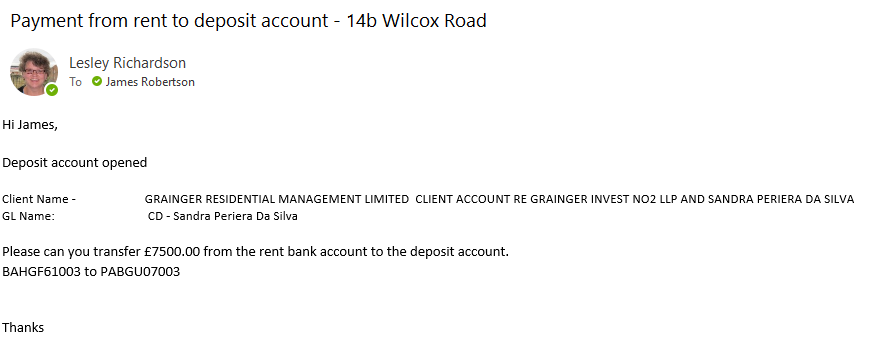 Payment from rent to deposit account - 14b Wilcox Road
Lesley Richardson
To James Robertson
Hi James,
Deposit account opened
Client Name - GRAINGER RESIDENTIAL MANAGEMENT LIMITED CLIENT ACCOUNT RE GRAINGER INVEST NO2 LLP AND SANDRA PERIERA DA SILVA
GL Name: CD - Sandra Periera Da Silva
Please can you transfer £7500.00 from the rent bank account to the deposit account.
BAHGF61003 to PABGU07003
Thanks